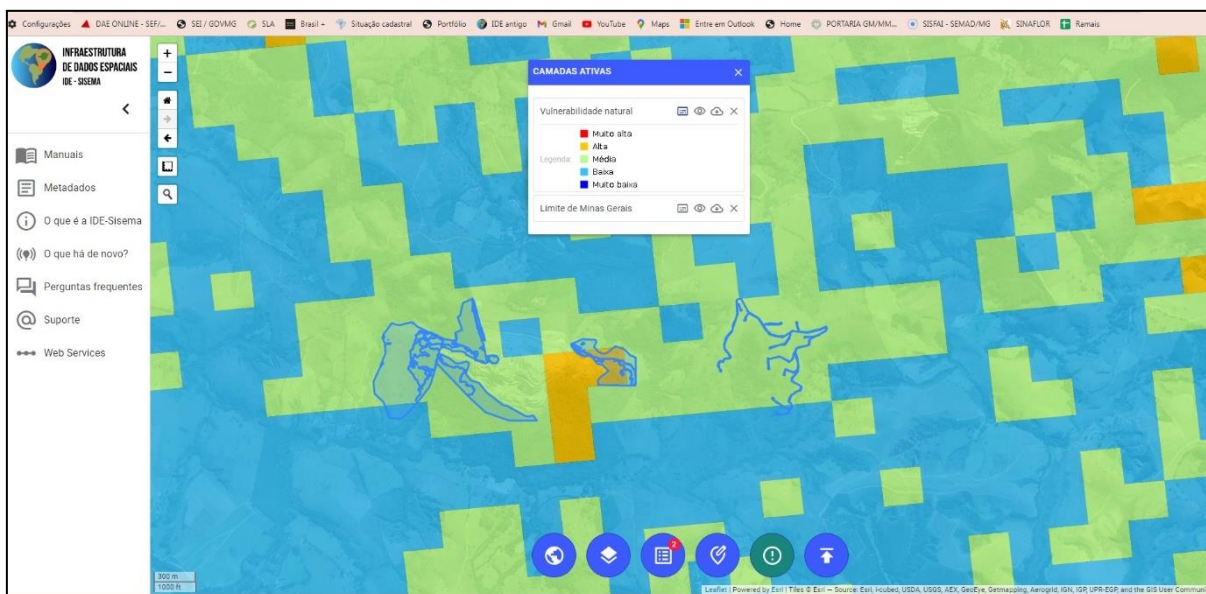 Configurações DAE ONLINE - SEF/... SEI / GOVMG SLA Brasil - Situação cadastral Portfólio IDE antigo Gmail YouTube Maps Entre em Outlook Home PORTARIA GM/MM... SISFAI - SEMAD/MG SINAFLOR Ramais
INFRAESTRUTURA
DE DADOS ESPACIAIS
IDE - SISEMA
Manuais
Metadados
O que é a IDE-Sisema
O que há de novo?
Perguntas frequentes
Suporte
Web Services
CAMADAS ATIVAS
Vulnerabilidade natural
Legenda:
Muito alta
Alta
Média
Baixa
Muito baixa
Limite de Minas Gerais
2
300 m
1000 ft
Leaflet | Powered by Esri | Tiles © Esri — Source: Esri, i-cubed, USDA, USGS, AEX, GeoEye, Getmapping, Aerogrid, IGN, IGP, UPR-EGP, and the GIS User Communi